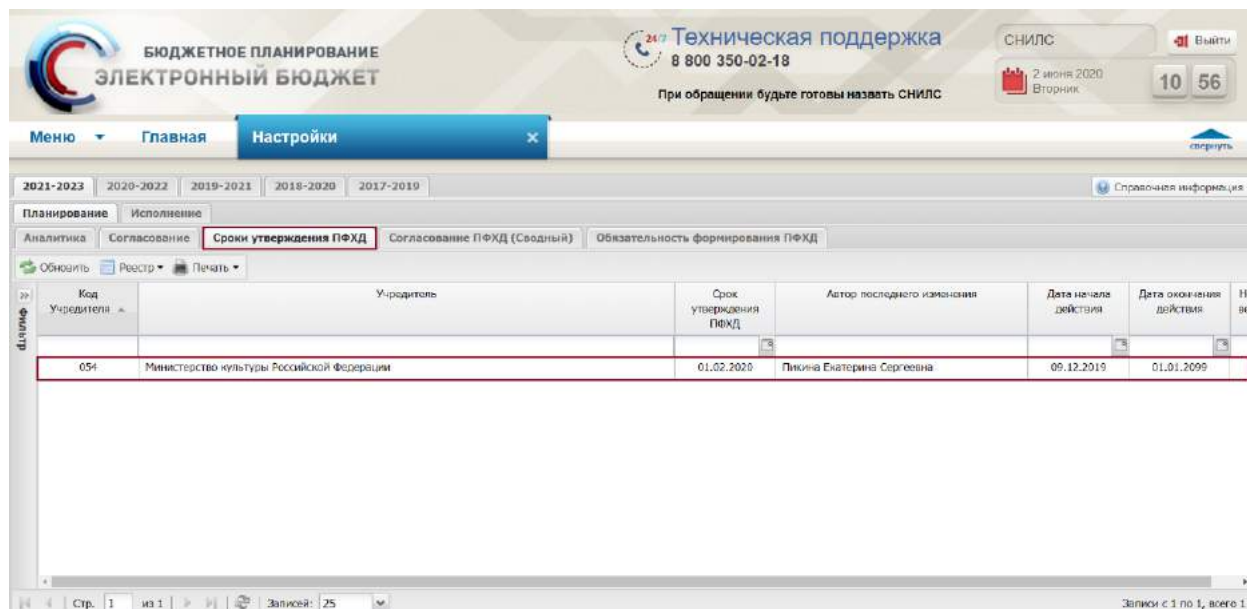 БЮДЖЕТНОЕ ПЛАНИРОВАНИЕ
ЭЛЕКТРОННЫЙ БЮДЖЕТ
24/7 Техническая поддержка
8 800 350-02-18
При обращении будьте готовы назвать СНИЛС
СНИЛС
Выйти
2 июня 2020
Вторник
10 56
Меню Главная Настройки
свернуть
2021-2023 2020-2022 2019-2021 2018-2020 2017-2019
Справочная информация
Планирование Исполнение
Аналитика Согласование Сроки утверждения ПФХД Согласование ПФХД (Сводный) Обязательность формирования ПФХД
Обновить Реестр Печать
Фильтр
Код Учредителя
Учредитель
Срок утверждения ПФХД
Автор последнего изменения
Дата начала действия
Дата окончания действия
054 Министерство культуры Российской Федерации 01.02.2020 Пикина Екатерина Сергеевна 09.12.2019 01.01.2099
Стр. 1 из 1 Записей: 25
Записи с 1 по 1, всего 1